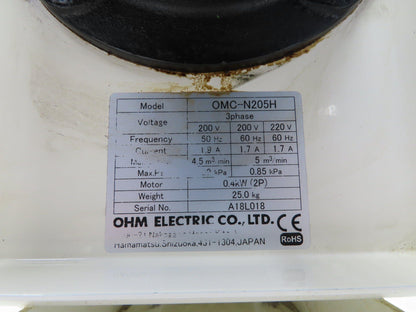 Model OMC-N205H
Voltage 3phase
200 V 200 V 220 V
Frequency 50 Hz 60 Hz 60 Hz
Current 1.9 A 1.7 A 1.7 A
4.5 m³/min 5 m³/min
kPa 0.85 kPa
Motor 0.4kW (2P)
Weight 25.0 kg
Serial No. A18L018
OHM ELECTRIC CO., LTD. CE
Hamamatsu, Shizuoka, 431-1304, JAPAN RoHS